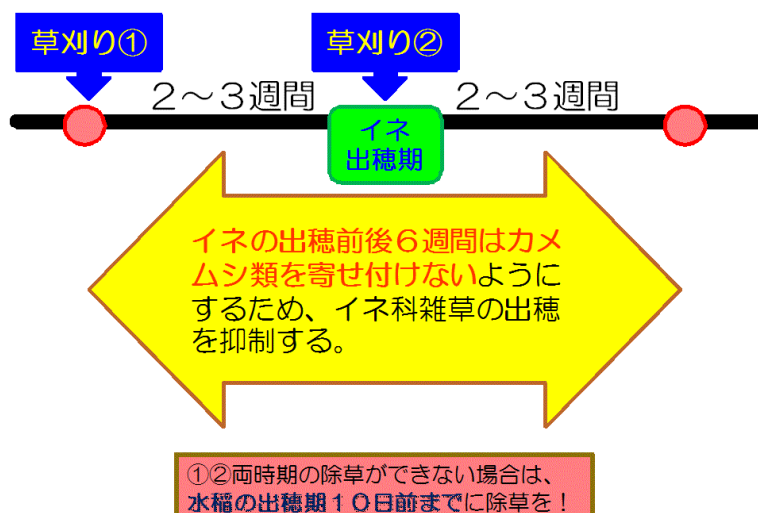 草刈り①
草刈り②
２～３週間
２～３週間
イネ
出穂期
イネの出穂前後６週間はカメ
ムシ類を寄せ付けないように
するため、イネ科雑草の出穂
を抑制する。
①②両時期の除草ができない場合は、
水稲の出穂期１０日前までに除草を！